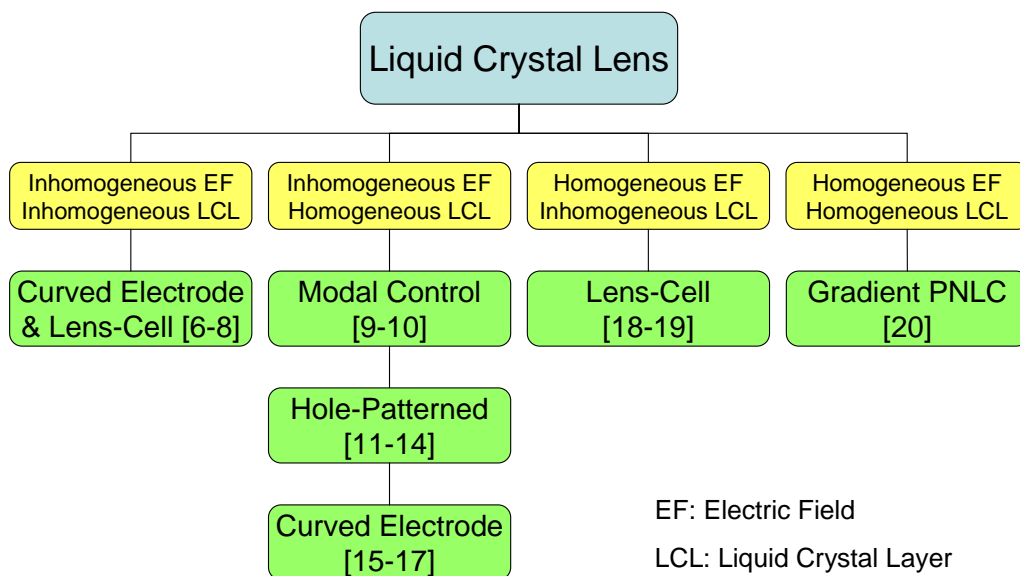 Liquid Crystal Lens
Inhomogeneous EF
Inhomogeneous LCL
Inhomogeneous EF
Homogeneous LCL
Homogeneous EF
Inhomogeneous LCL
Homogeneous EF
Homogeneous LCL
Curved Electrode
& Lens-Cell [6-8]
Modal Control
[9-10]
Lens-Cell
[18-19]
Gradient PNLC
[20]
Hole-Patterned
[11-14]
Curved Electrode
[15-17]
EF: Electric Field
LCL: Liquid Crystal Layer